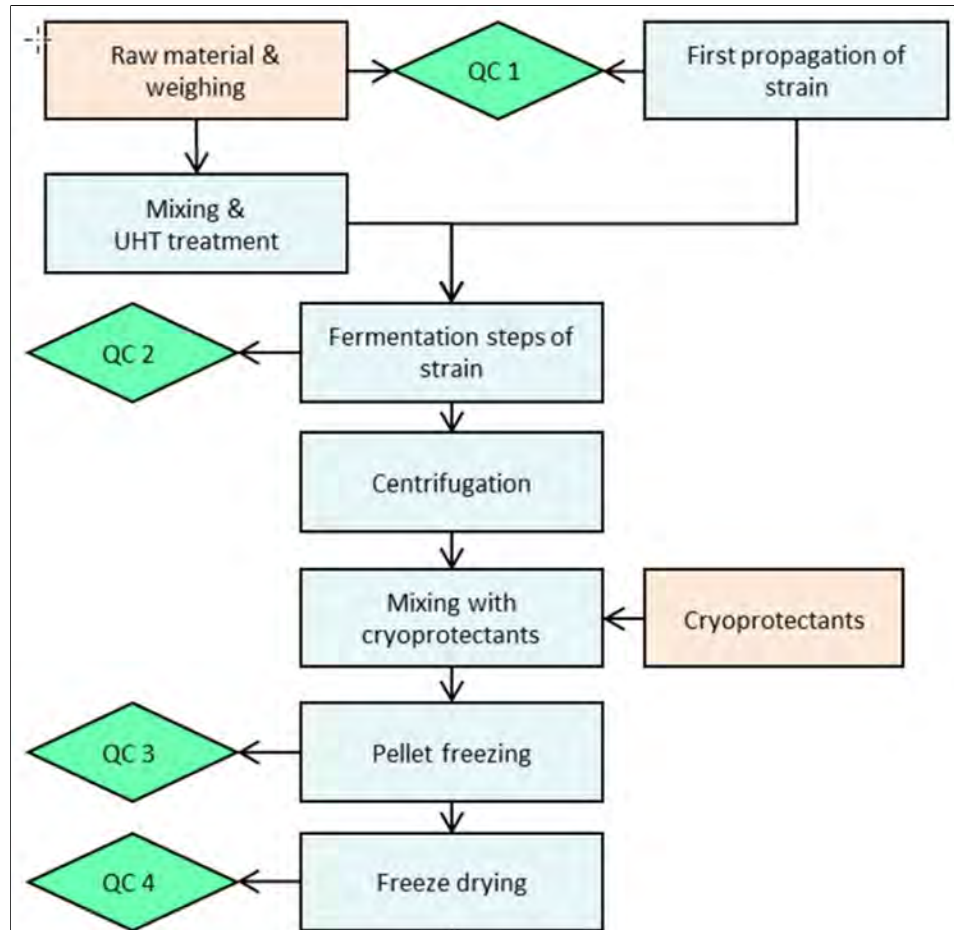 Raw material &
weighing
QC 1
First propagation of
strain
Mixing &
UHT treatment
QC 2
Fermentation steps of
strain
Centrifugation
Mixing with
cryoprotectants
Cryoprotectants
QC 3
Pellet freezing
QC 4
Freeze drying